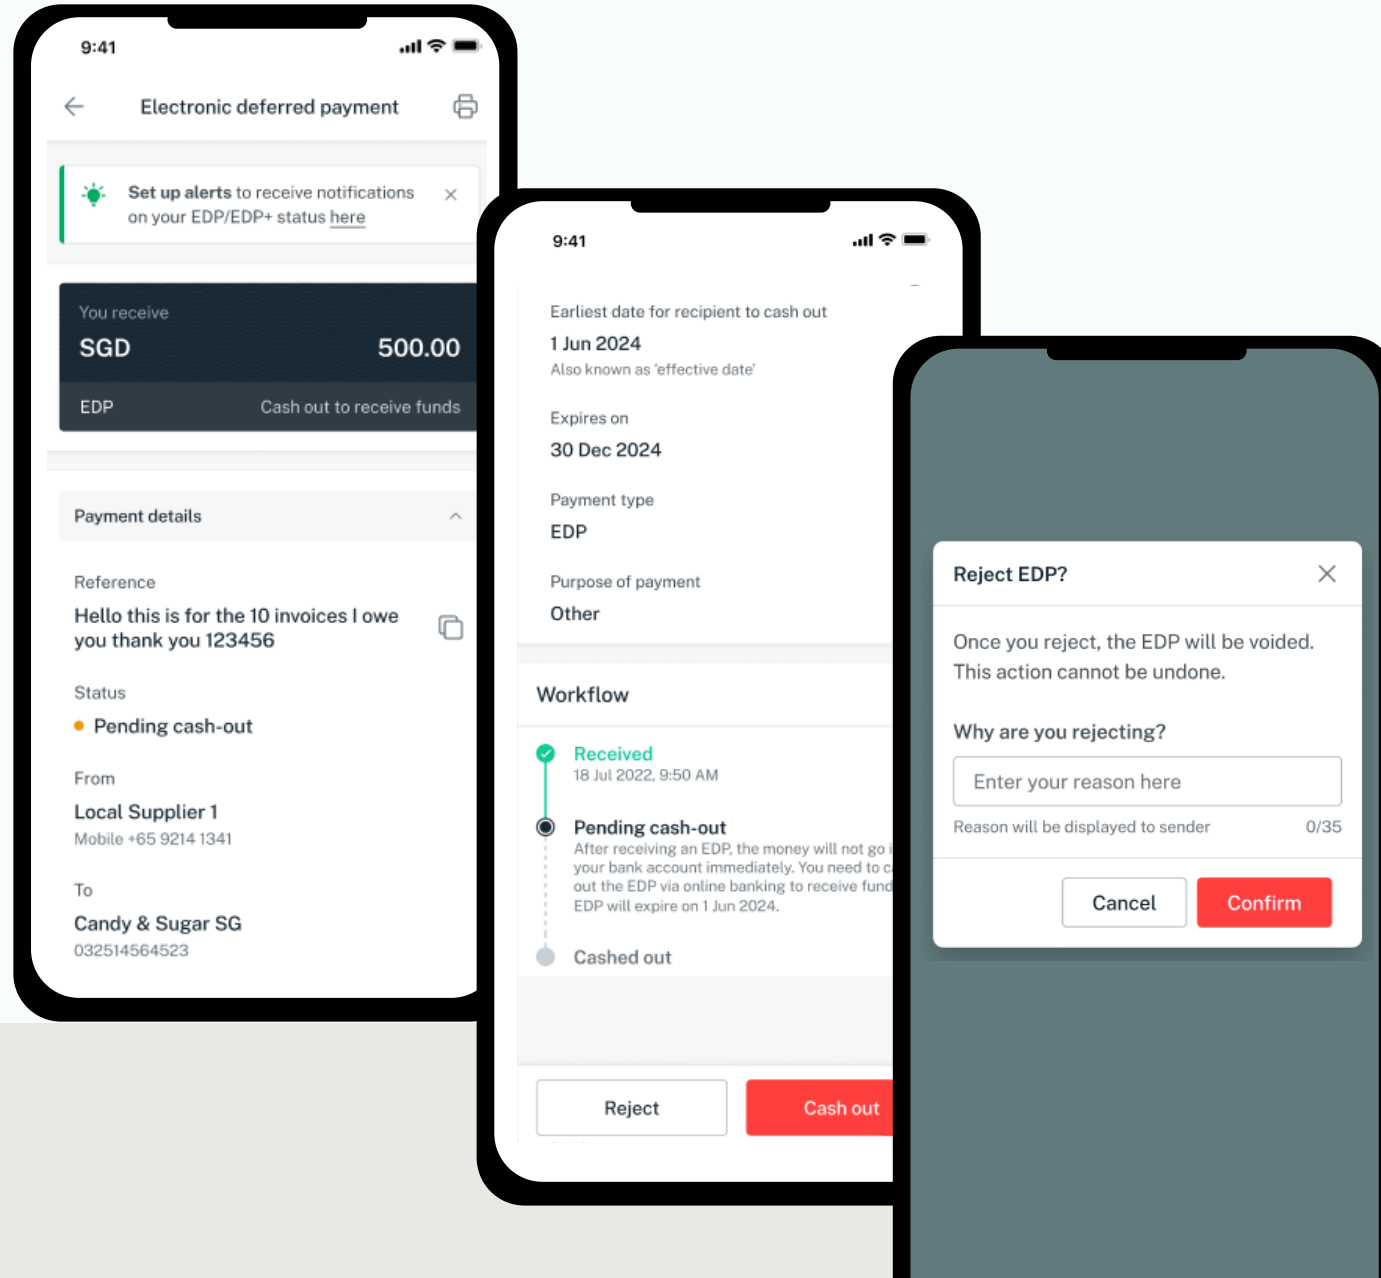 9:41
Electronic deferred payment
Set up alerts to receive notifications
on your EDP/EDP+ status here
You receive
SGD 500.00
EDP Cash out to receive funds
Payment details
Reference
Hello this is for the 10 invoices I owe
you thank you 123456
Status
Pending cash-out
From
Local Supplier 1
Mobile +65 9214 1341
To
Candy & Sugar SG
032514564523
9:41
Earliest date for recipient to cash out
1 Jun 2024
Also known as 'effective date'
Expires on
30 Dec 2024
Payment type
EDP
Purpose of payment
Other
Workflow
Received
18 Jul 2022, 9:50 AM
Pending cash-out
After receiving an EDP, the money will not go
your bank account immediately. You need to
out the EDP via online banking to receive fund
EDP will expire on 1 Jun 2024.
Cashed out
Reject
Cash out
Reject EDP?
Once you reject, the EDP will be voided.
This action cannot be undone.
Why are you rejecting?
Enter your reason here
Reason will be displayed to sender 0/35
Cancel
Confirm